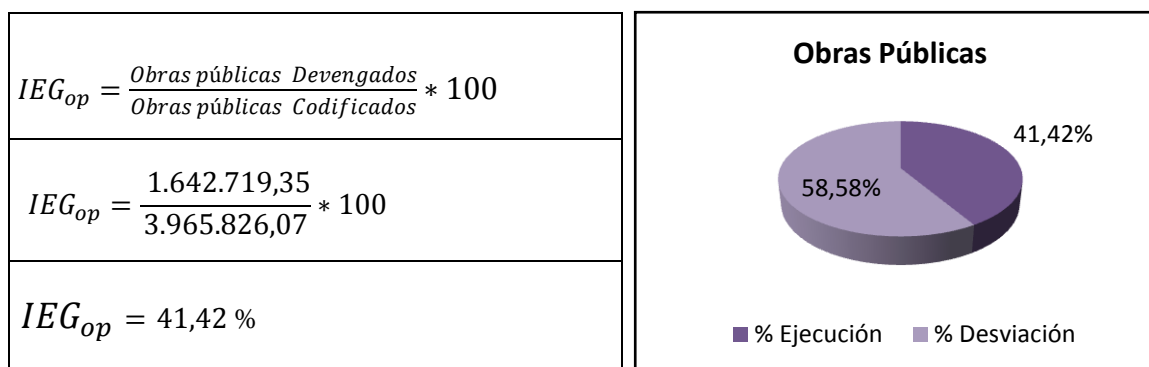 IEG_op = Obras públicas Devengados / Obras públicas Codificados * 100
IEG_op = 1.642.719,35 / 3.965.826,07 * 100
IEG_op = 41,42 %
Obras Públicas
41,42%
58,58%
% Ejecución % Desviación